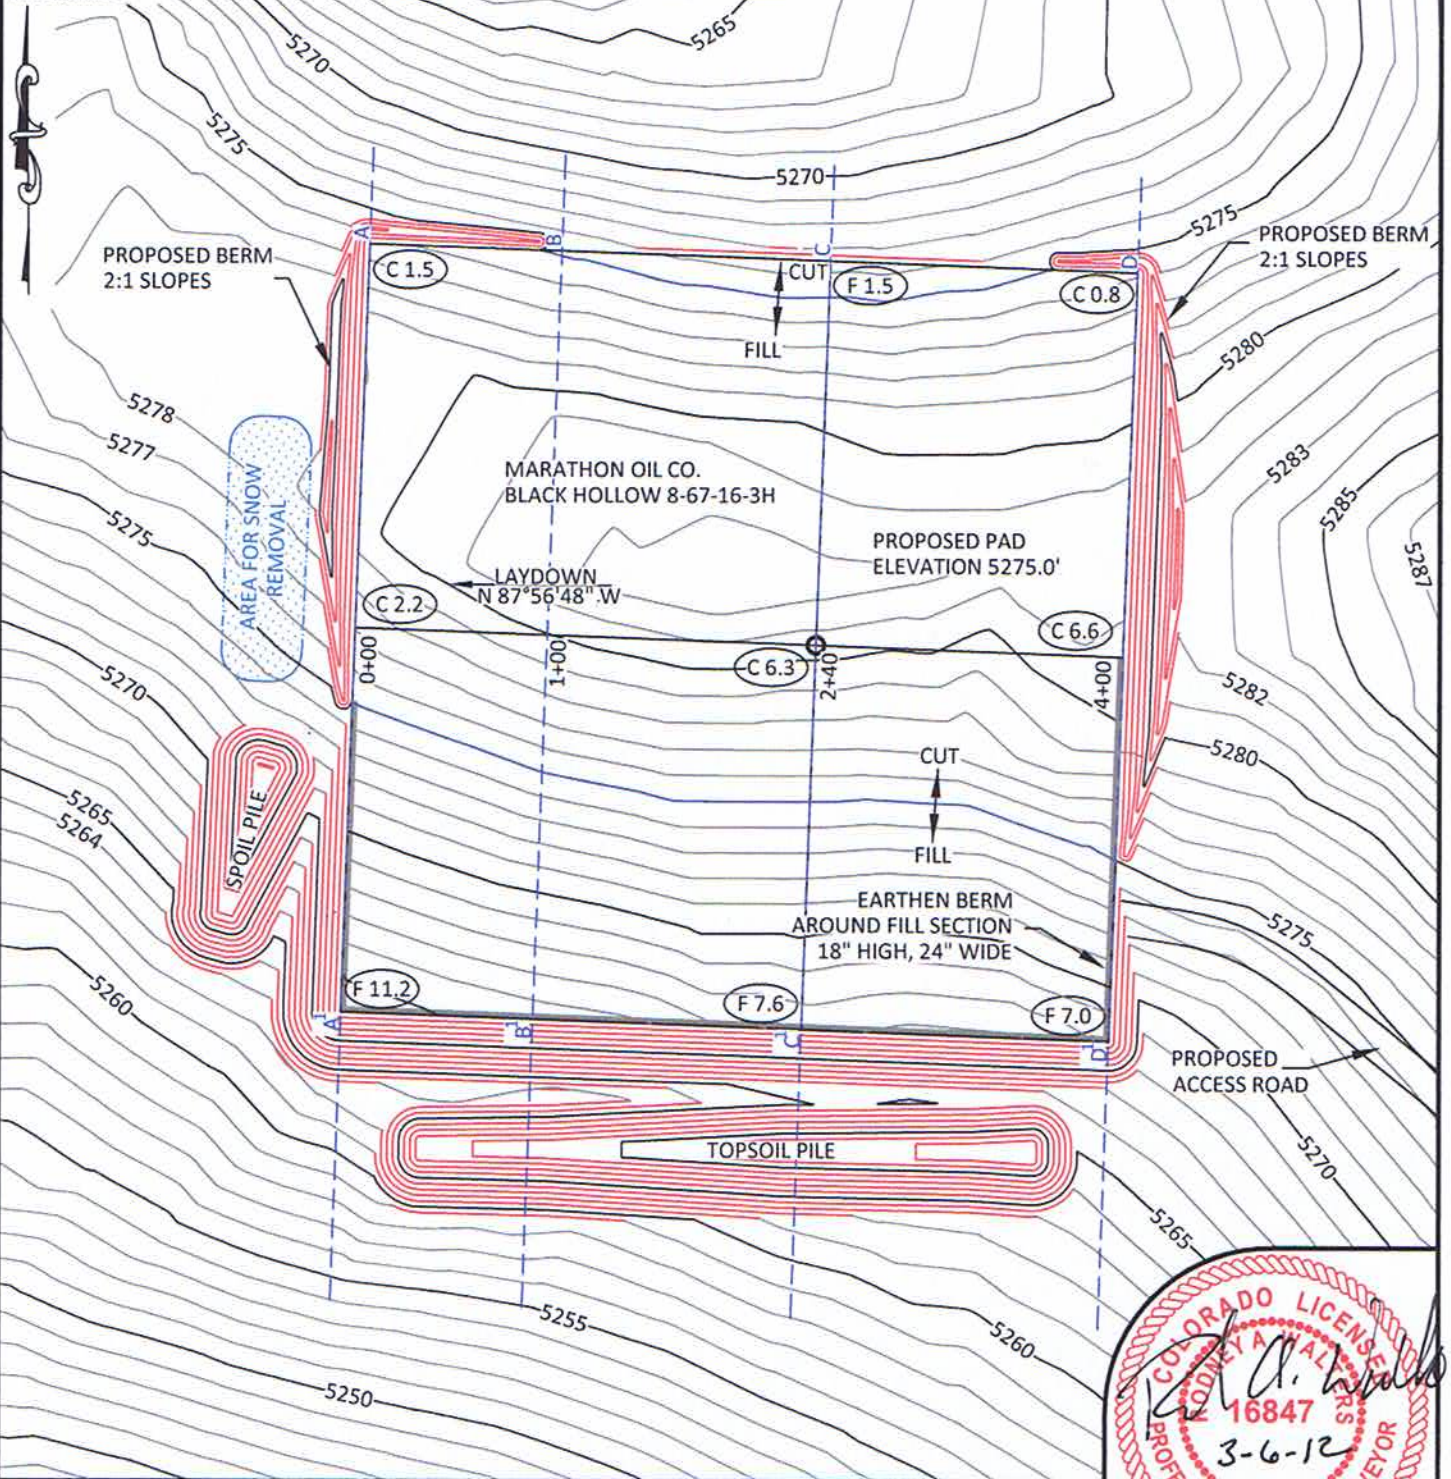 5265
5270
5275
5270
5275
PROPOSED BERM
2:1 SLOPES
PROPOSED BERM
2:1 SLOPES
A
B
C
D
C 1.5
CUT
F 1.5
C 0.8
FILL
5280
5278
5277
5275
AREA FOR SNOW
REMOVAL
MARATHON OIL CO.
BLACK HOLLOW 8-67-16-3H
5283
5285
5287
PROPOSED PAD
ELEVATION 5275.0'
LAYDOWN
N 87°56'48" W
C 2.2
C 6.6
C 6.3
0+00
1+00
2+40
4+00
5270
5282
5280
CUT
FILL
5265
5264
SPOIL PILE
EARTHEN BERM
AROUND FILL SECTION
18" HIGH, 24" WIDE
5275
5260
F 11.2
F 7.6
F 7.0
A1
B1
C1
D1
PROPOSED
ACCESS ROAD
TOPSOIL PILE
5270
5265
5255
5260
5250
COLORADO LICENSED
RODNEY A. WALTERS
16847
3-6-12